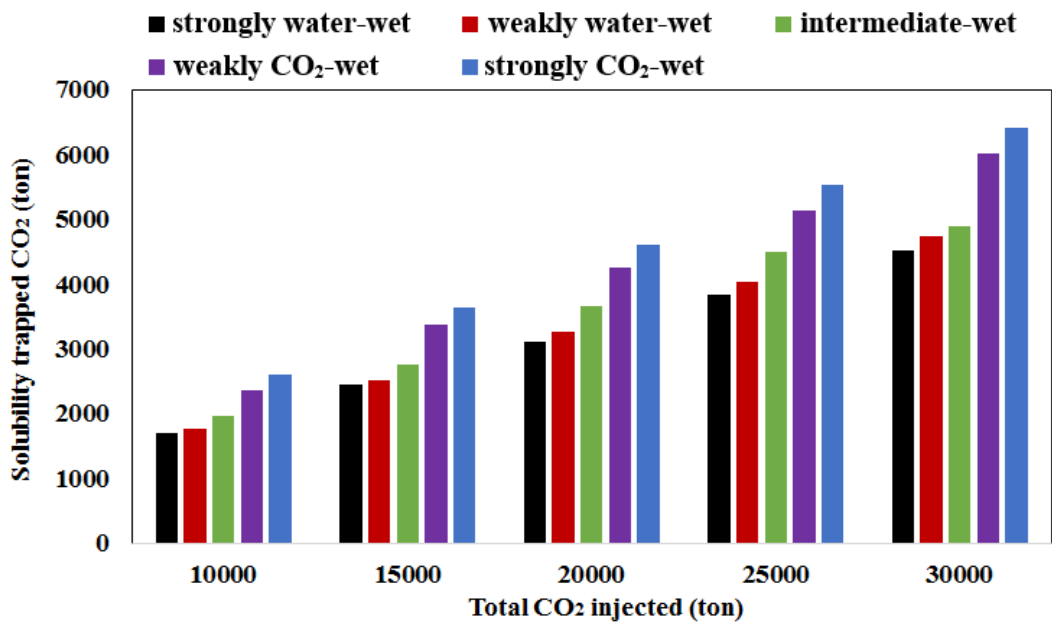 strongly water-wet weakly water-wet intermediate-wet
weakly CO₂-wet strongly CO₂-wet
Solubility trapped CO₂ (ton)
7000
6000
5000
4000
3000
2000
1000
0
10000 15000 20000 25000 30000
Total CO₂ injected (ton)